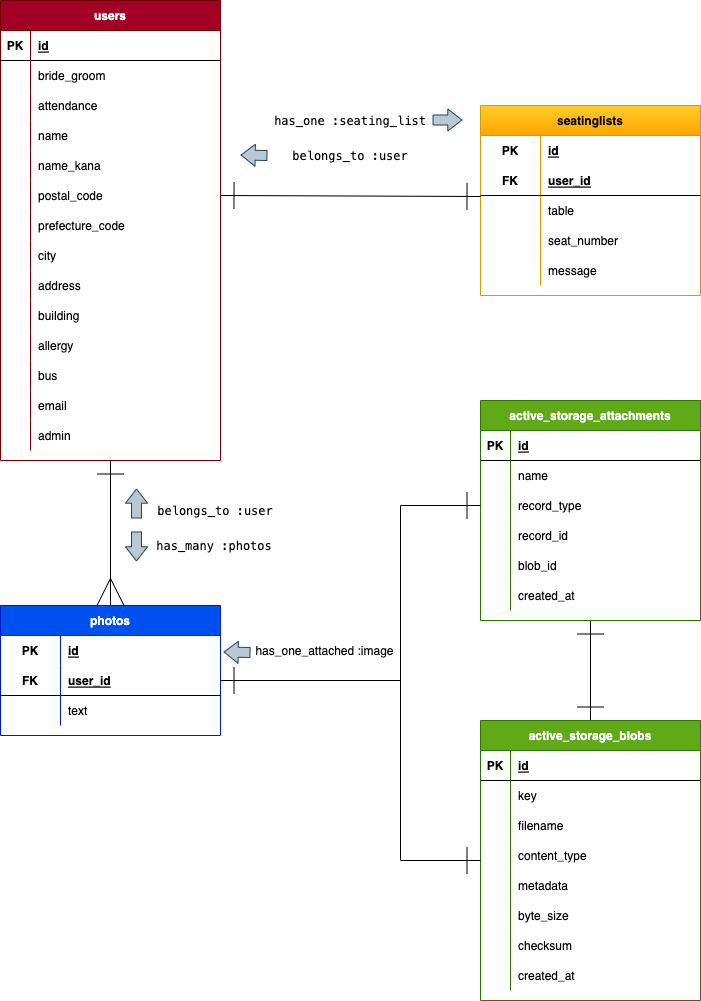 users
PK id
bride_groom
attendance
name
name_kana
postal_code
prefecture_code
city
address
building
allergy
bus
email
admin
has_one :seating_list
belongs_to :user
seatinglists
PK id
FK user_id
table
seat_number
message
belongs_to :user
has_many :photos
photos
PK id
FK user_id
text
has_one_attached :image
active_storage_attachments
PK id
name
record_type
record_id
blob_id
created_at
active_storage_blobs
PK id
key
filename
content_type
metadata
byte_size
checksum
created_at